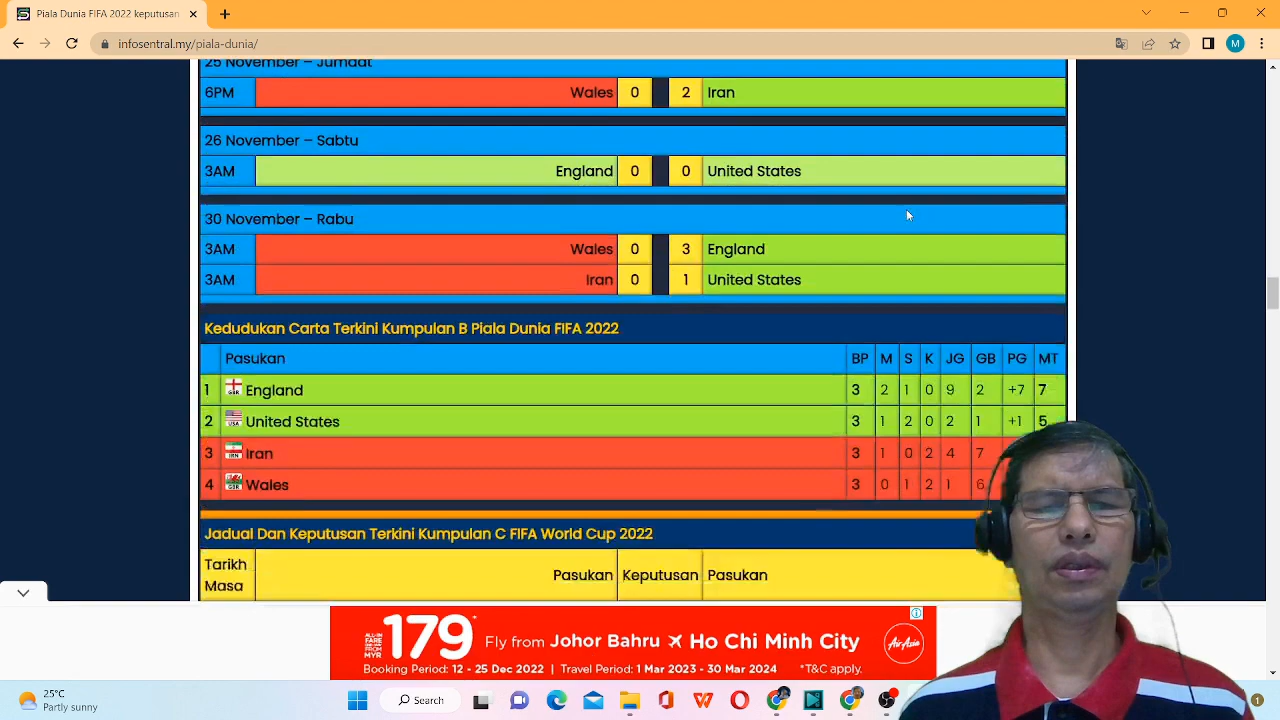 Piala Dunia FIFA 2022 keputusan
infosentral.my/piala-dunia/
M
25 November – Jumaat
6PM Wales 0 2 Iran
26 November – Sabtu
3AM England 0 0 United States
30 November – Rabu
3AM Wales 0 3 England
3AM Iran 0 1 United States
Kedudukan Carta Terkini Kumpulan B Piala Dunia FIFA 2022
Pasukan BP M S K JG GB PG MT
1 England 3 2 1 0 9 2 +7 7
2 United States 3 1 2 0 2 1 +1 5
3 Iran 3 1 0 2 4 7
4 Wales 3 0 1 2 1 6
Jadual Dan Keputusan Terkini Kumpulan C FIFA World Cup 2022
Tarikh
Masa Pasukan Keputusan Pasukan
ALL-IN FARE FROM MYR 179* Fly from Johor Bahru Ho Chi Minh City AirAsia
Booking Period: 12 - 25 Dec 2022 | Travel Period: 1 Mar 2023 - 30 Mar 2024 *T&C apply.
25°C
Partly sunny
Search